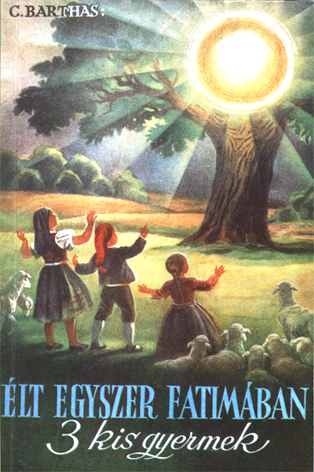 C. BARTHAS:
ÉLT EGYSZER FATIMÁBAN
3 kis gyermek